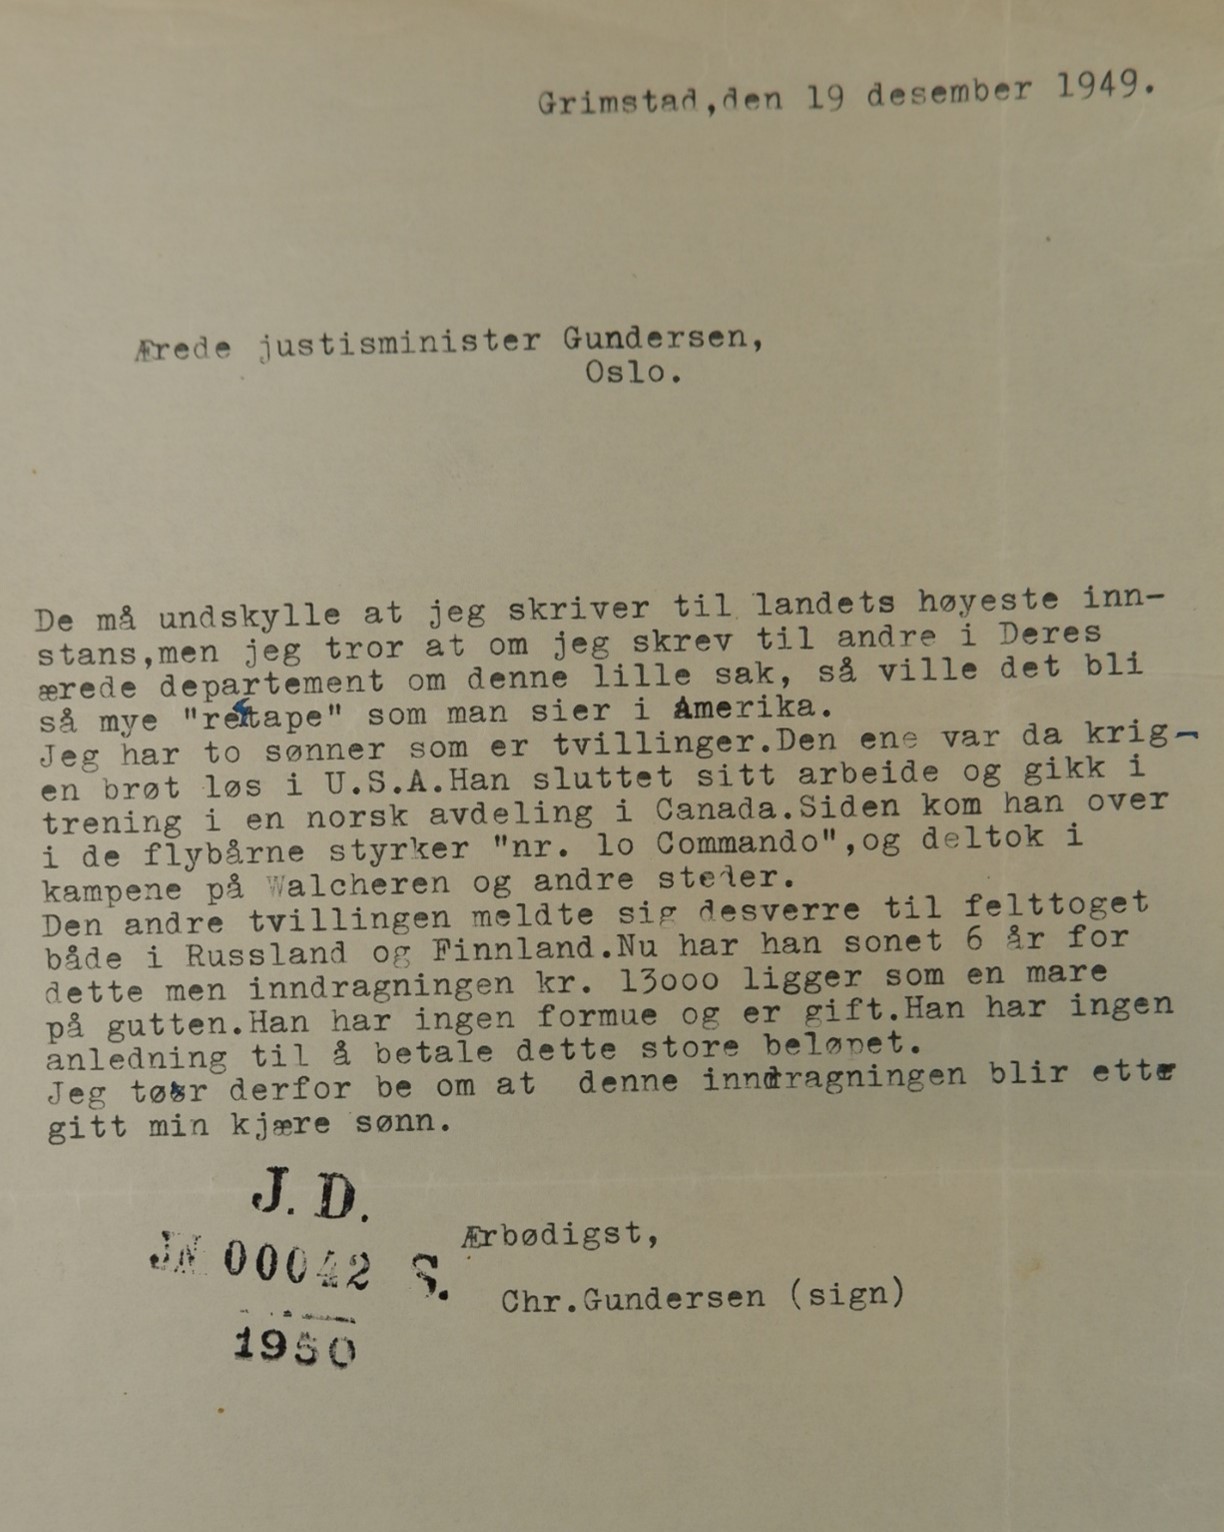 Grimstad,den 19 desember 1949.
Ærede justisminister Gundersen,
Oslo.
De må undskylle at jeg skriver til landets høyeste inn-
stans,men jeg tror at om jeg skrev til andre i Deres
ærede departement om denne lille sak, så ville det bli
så mye "restape" som man sier i Amerika.
Jeg har to sønner som er tvillinger.Den ene var da krig-
en brøt løs i U.S.A.Han sluttet sitt arbeide og gikk i
trening i en norsk avdeling i Canada.Siden kom han over
i de flybårne styrker "nr. lo Commando",og deltok i
kampene på Walcheren og andre steder.
Den andre tvillingen meldte sig desverre til felttoget
både i Russland og Finnland.Nu har han sonet 6 år for
dette men inndragningen kr. 13ooo ligger som en mare
på gutten.Han har ingen formue og er gift.Han har ingen
anledning til å betale dette store beløpet.
Jeg tør derfor be om at denne inndragningen blir etter
gitt min kjære sønn.
J. D.
JAN 00042 S.
1950
Ærbødigst,
Chr.Gundersen (sign)